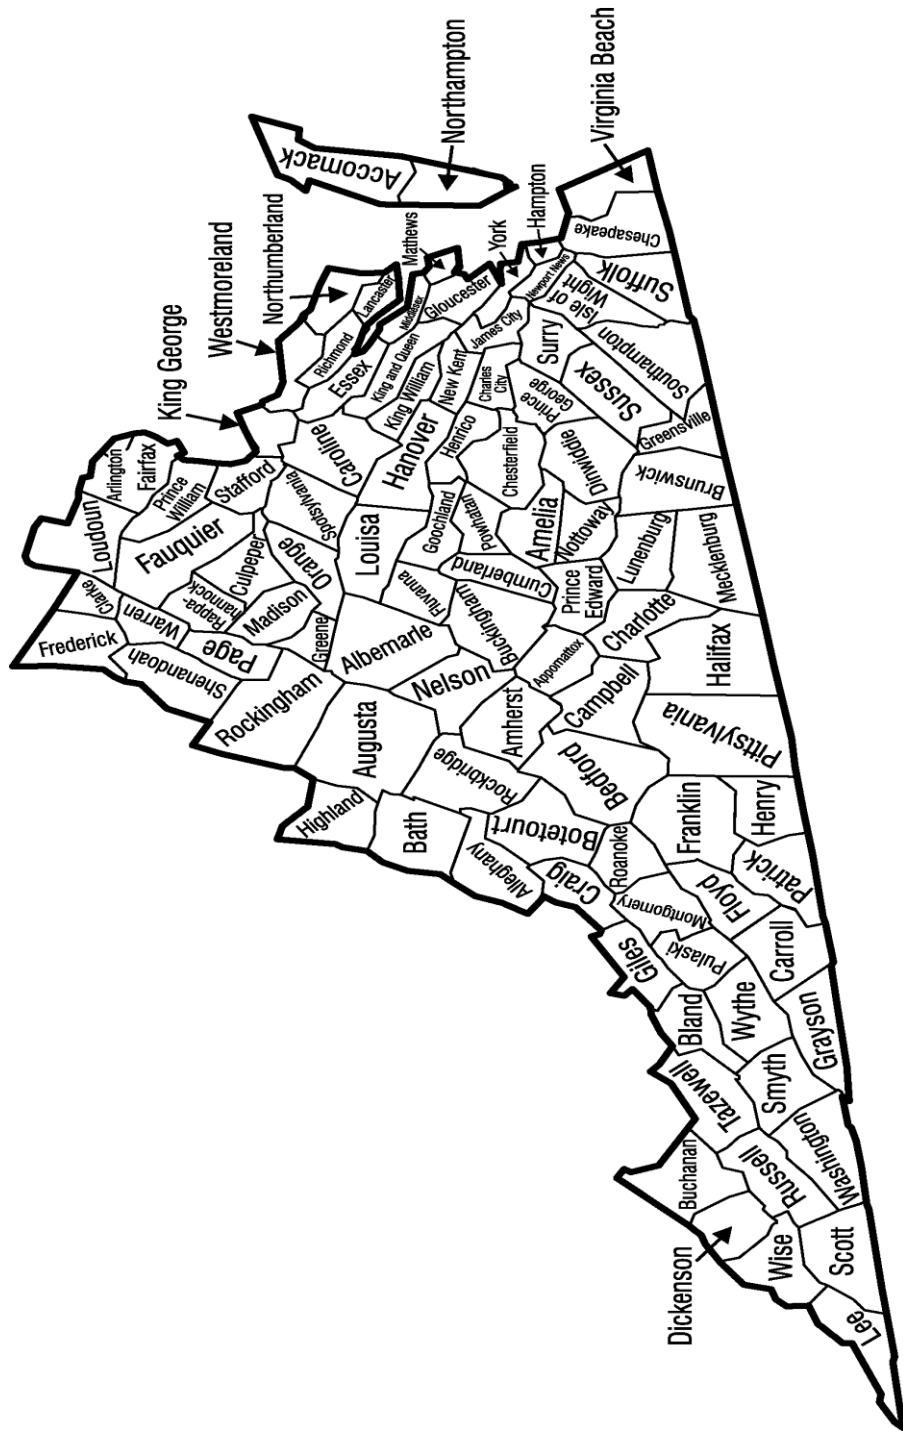 Accomack
Northampton
Virginia Beach
Northumberland
Westmoreland
King George
Mathews
York
Hampton
Lancaster
Middlesex
Gloucester
Newport News
Chesapeake
Suffolk
Isle of
Wight
Richmond
Essex
King and Queen
King William
New Kent
James City
Charles
City
Surry
Southampton
Sussex
Prince
George
Greensville
Arlington
Fairfax
Prince
William
Stafford
Caroline
Hanover
Henrico
Chesterfield
Dinwiddie
Brunswick
Loudoun
Fauquier
Culpeper
Spotsylvania
Orange
Louisa
Goochland
Powhatan
Amelia
Nottoway
Lunenburg
Mecklenburg
Clarke
Frederick
Warren
Rappa-
hannock
Madison
Greene
Fluvanna
Cumberland
Buckingham
Prince
Edward
Charlotte
Halifax
Shenandoah
Page
Rockingham
Albemarle
Nelson
Appomattox
Amherst
Campbell
Pittsylvania
Augusta
Rockbridge
Bedford
Highland
Bath
Alleghany
Botetourt
Craig
Roanoke
Franklin
Henry
Giles
Montgomery
Floyd
Patrick
Pulaski
Carroll
Bland
Wythe
Grayson
Tazewell
Smyth
Buchanan
Russell
Washington
Dickenson
Wise
Scott
Lee